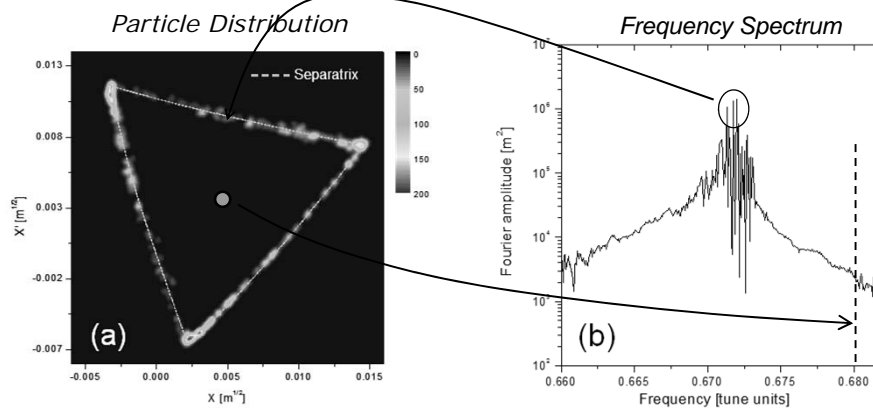 Particle Distribution
Frequency Spectrum
0.013
0.008
0.003
-0.002
-0.007
X' [m^1/2]
Separatrix
0
50
100
150
200
(a)
-0.005 0.000 0.005 0.010 0.015
X [m^1/2]
10^7
10^6
10^5
10^4
10^3
10^2
Fourier amplitude [m^2]
(b)
0.660 0.665 0.670 0.675 0.680
Frequency [tune units]